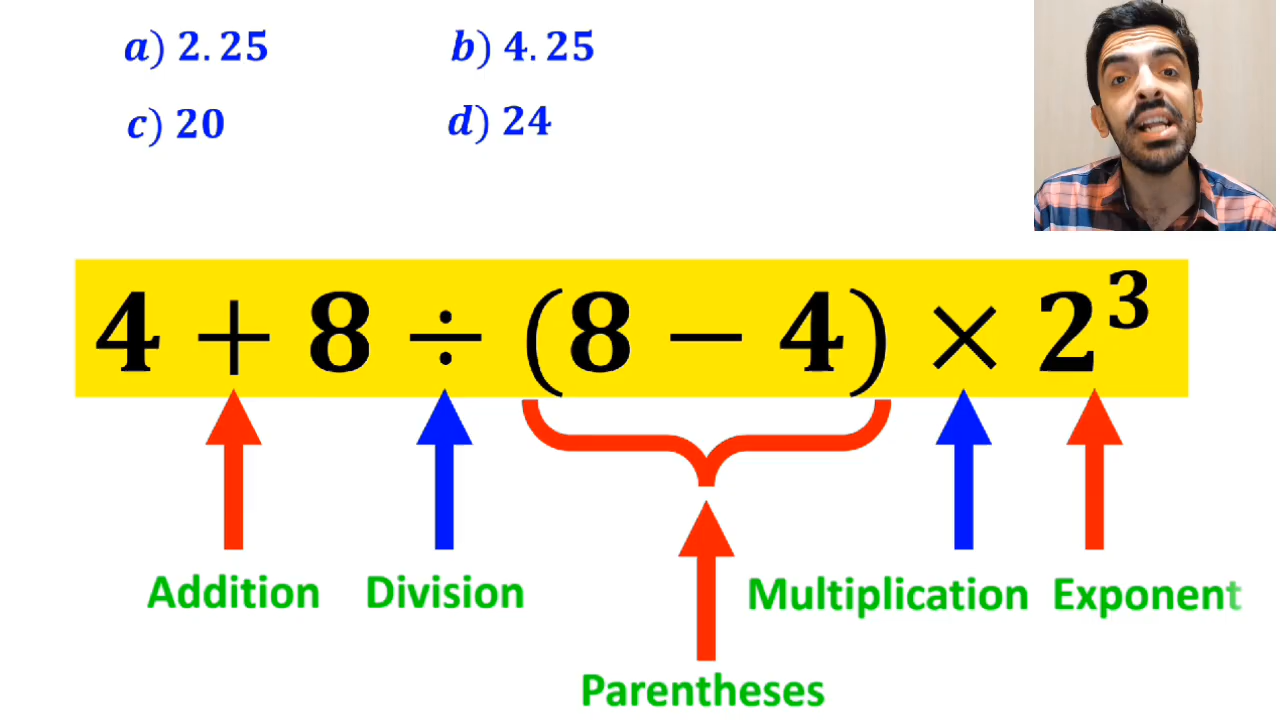 a) 2.25 b) 4.25
c) 20 d) 24
4 + 8 ÷ (8 − 4) × 2³
Addition Division Multiplication Exponent
Parentheses